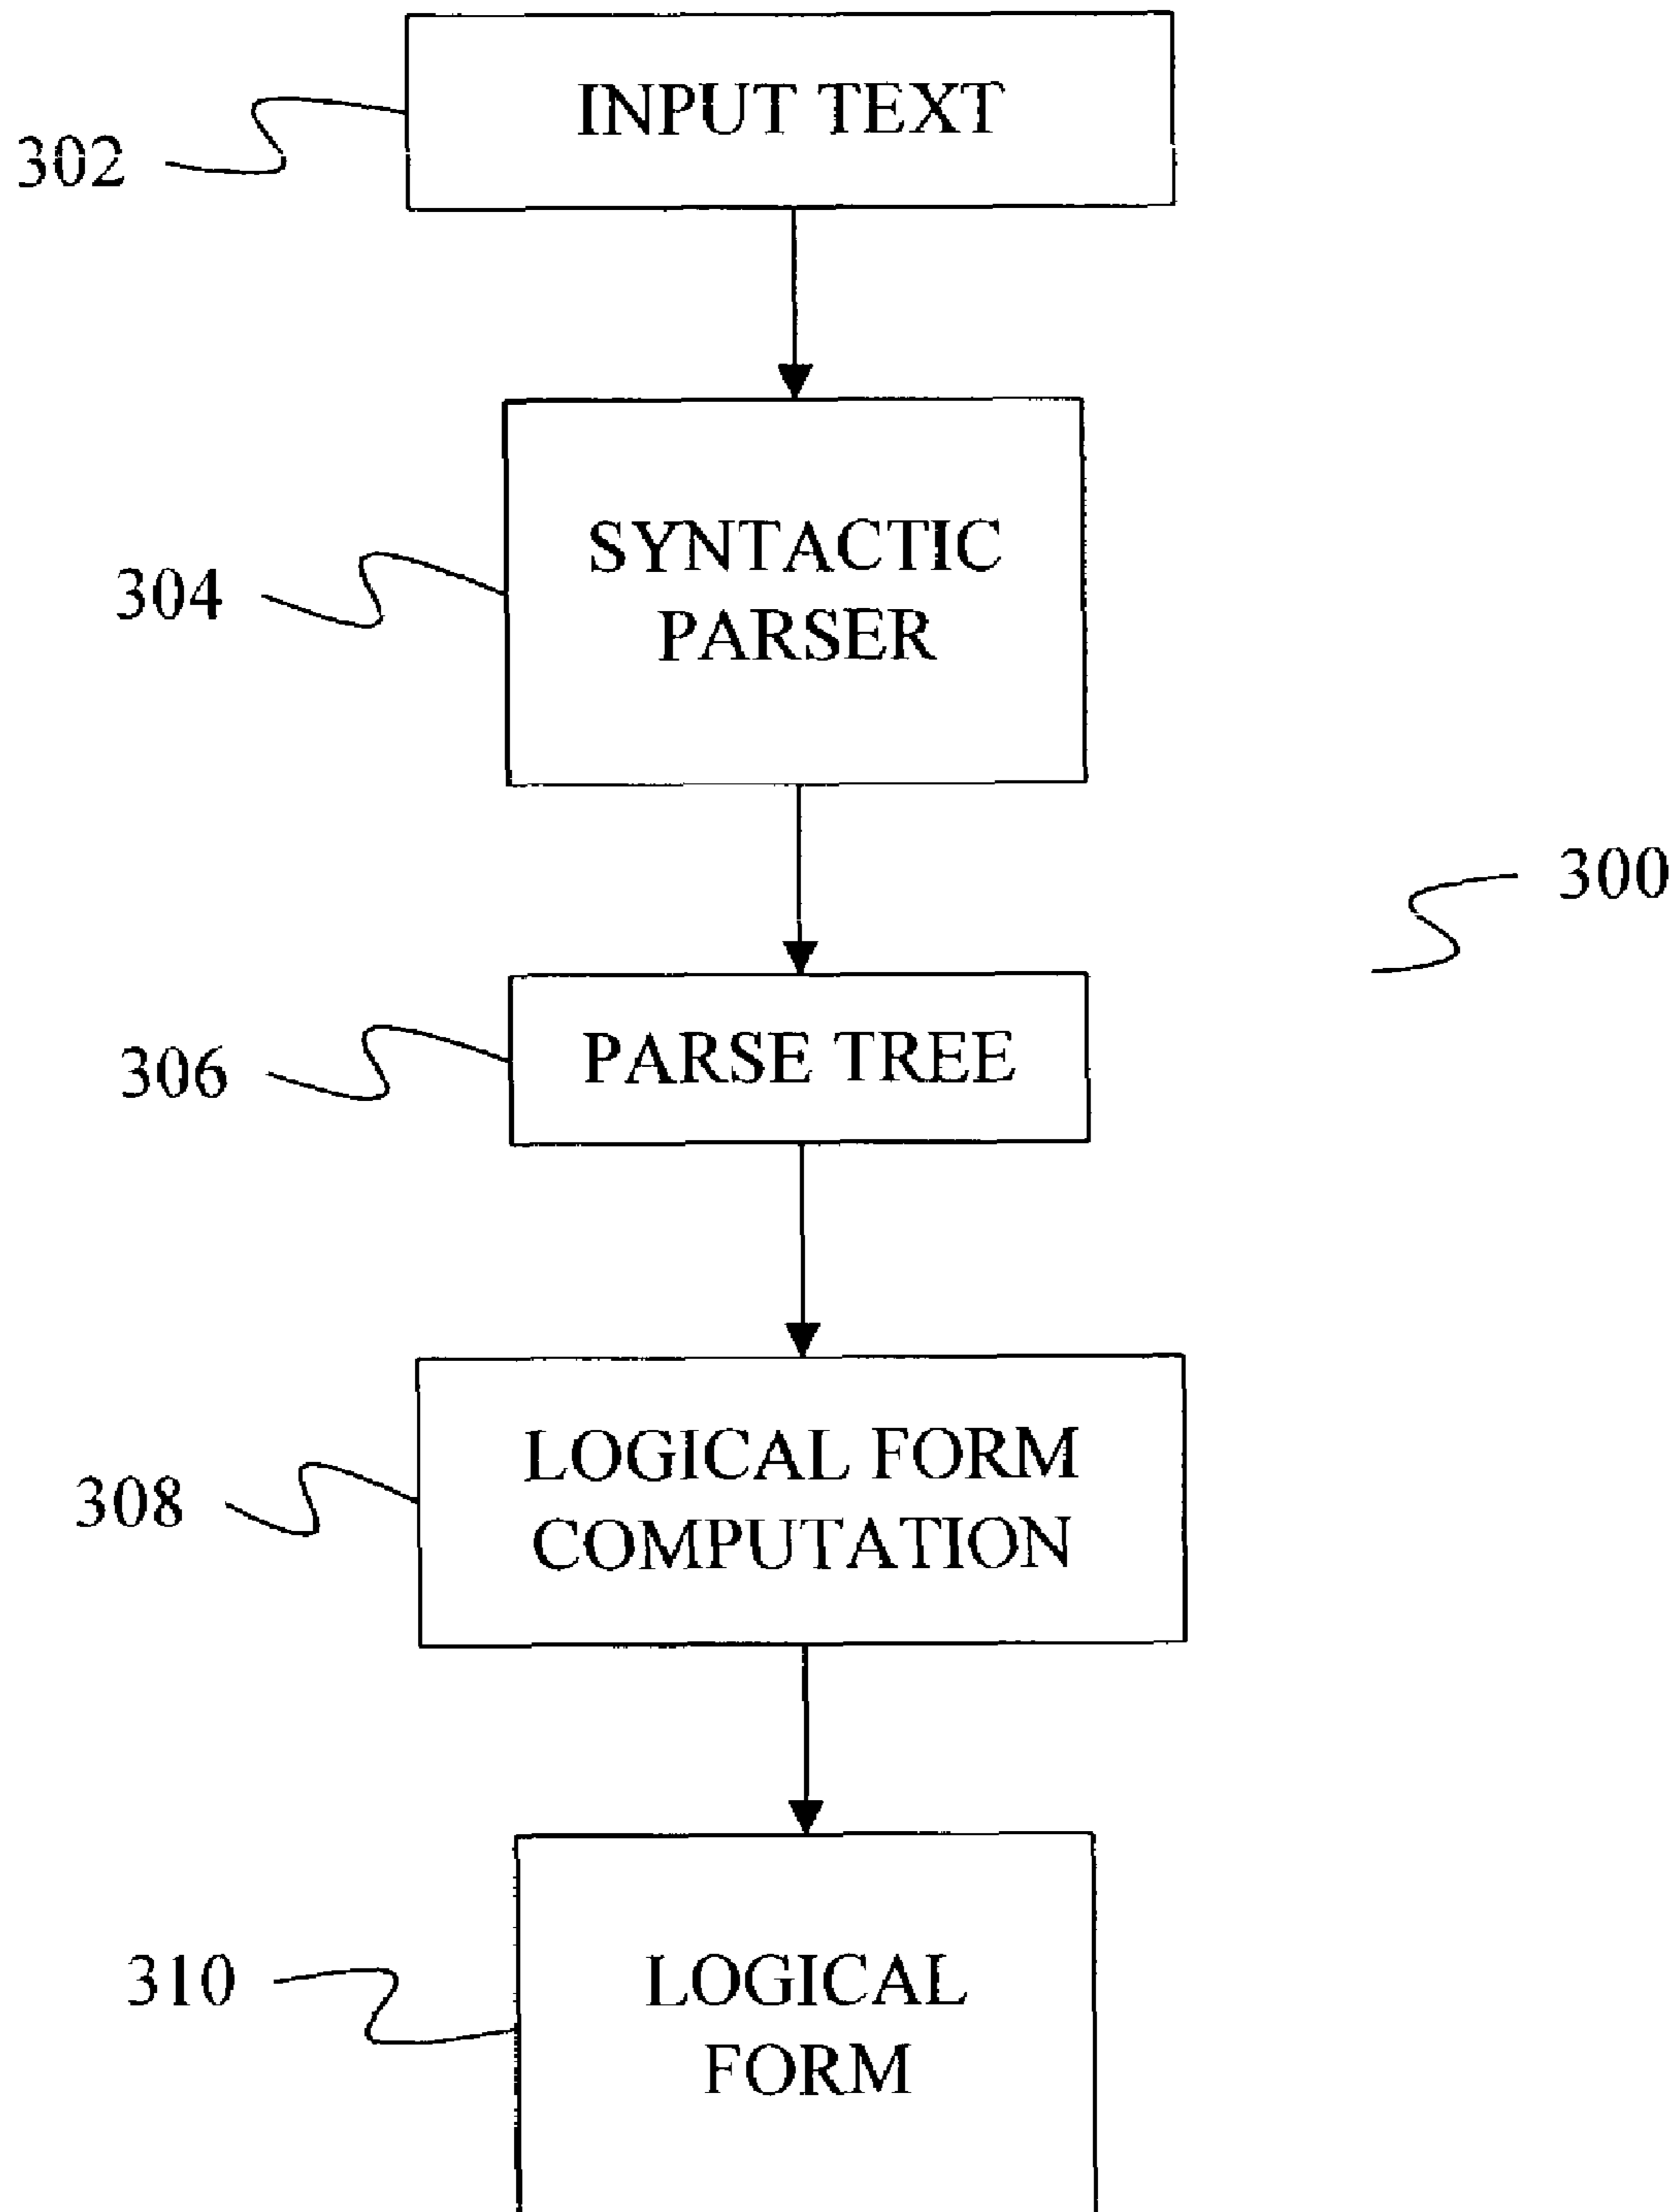 INPUT TEXT
302
SYNTACTIC
PARSER
304
300
PARSE TREE
306
LOGICAL FORM
COMPUTATION
308
LOGICAL
FORM
310